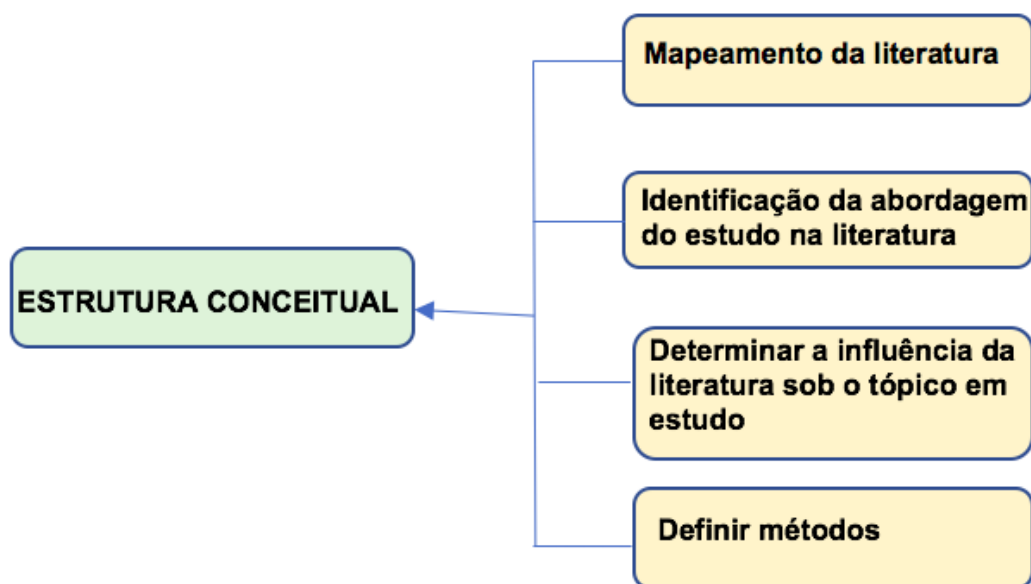 Mapeamento da literatura
Identificação da abordagem
do estudo na literatura
ESTRUTURA CONCEITUAL
Determinar a influência da
literatura sob o tópico em
estudo
Definir métodos